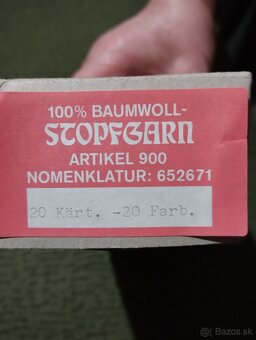 100% BAUMWOLL-
STOPFGARN
ARTIKEL 900
NOMENKLATUR: 652671
20 Kärt. -20 Farb.
© Bazos.sk